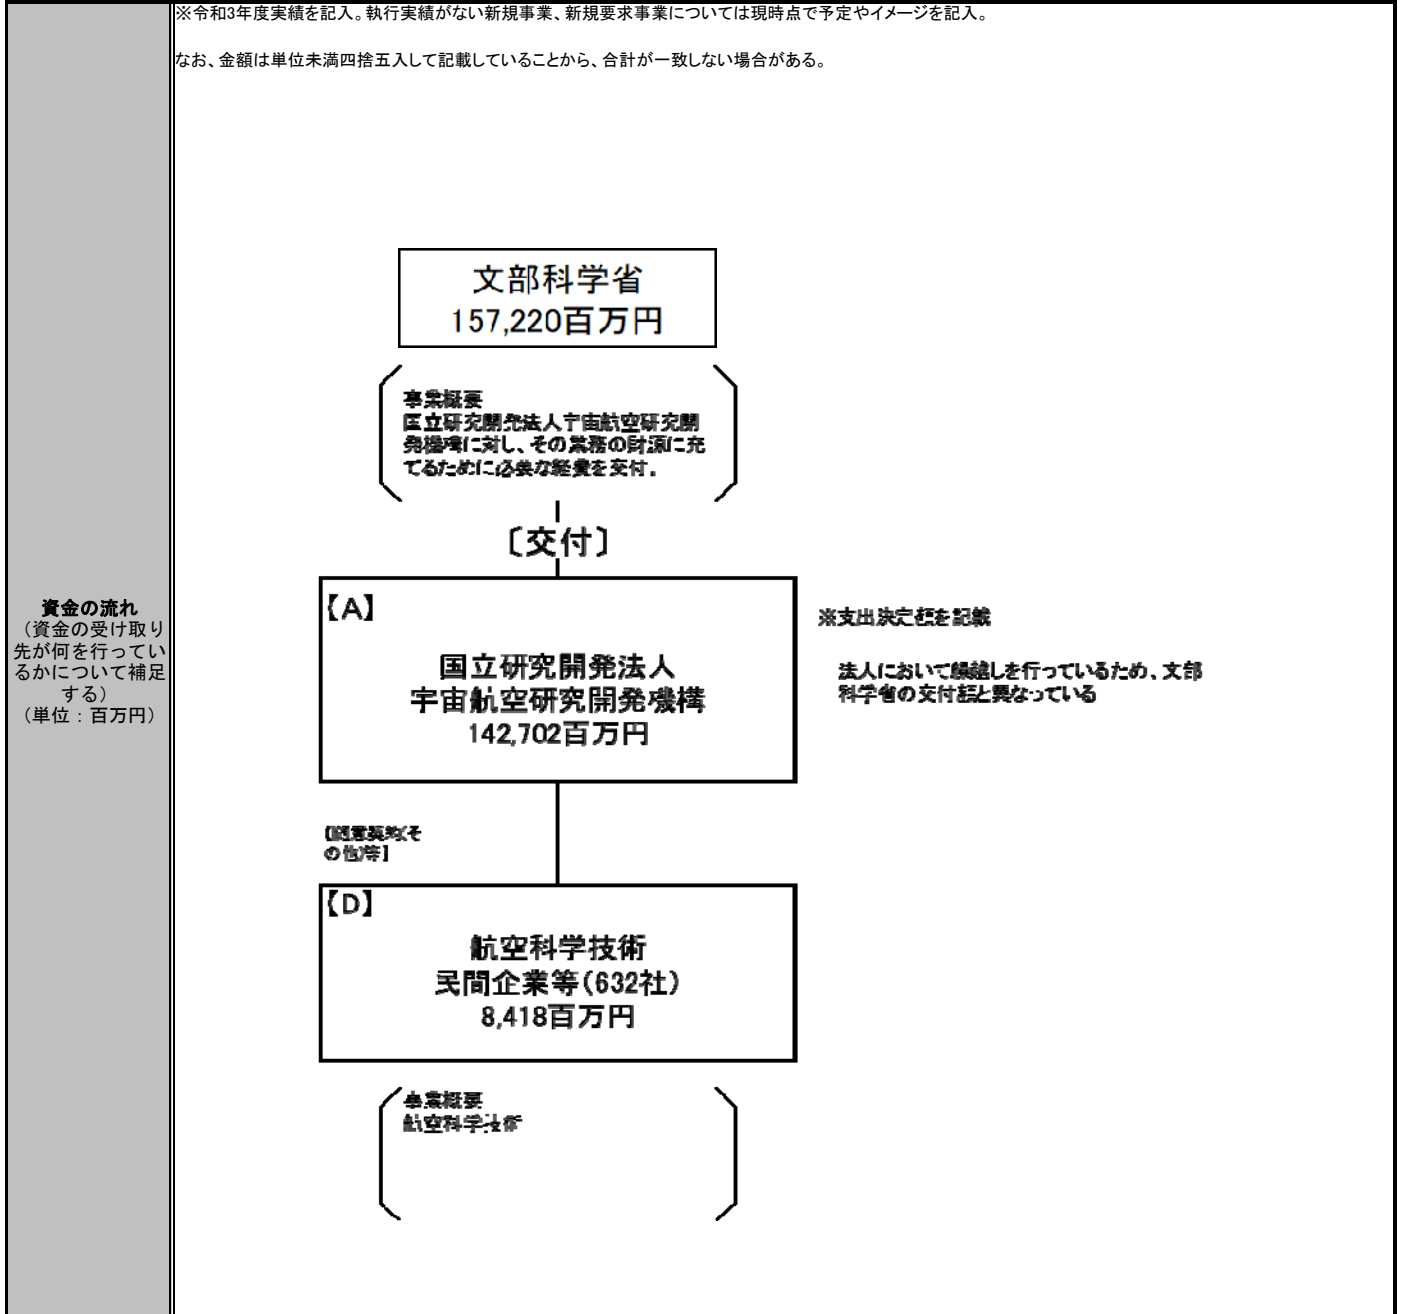 ※令和3年度実績を記入。執行実績がない新規事業、新規要求事業については現時点で予定やイメージを記入。
なお、金額は単位未満四捨五入して記載していることから、合計が一致しない場合がある。
資金の流れ
（資金の受け取り
先が何を行ってい
るかについて補足
する）
（単位：百万円）
文部科学省
157,220百万円
事業概要
国立研究開発法人宇宙航空研究開
発機構に対し、その業務の財源に充
てるために必要な経費を交付。
〔交付〕
【A】
国立研究開発法人
宇宙航空研究開発機構
142,702百万円
※支出決定額を記載
法人において繰越しを行っているため、文部
科学省の交付額と異なっている
【随意契約(そ
の他)等】
【D】
航空科学技術
民間企業等(632社)
8,418百万円
事業概要
航空科学技術